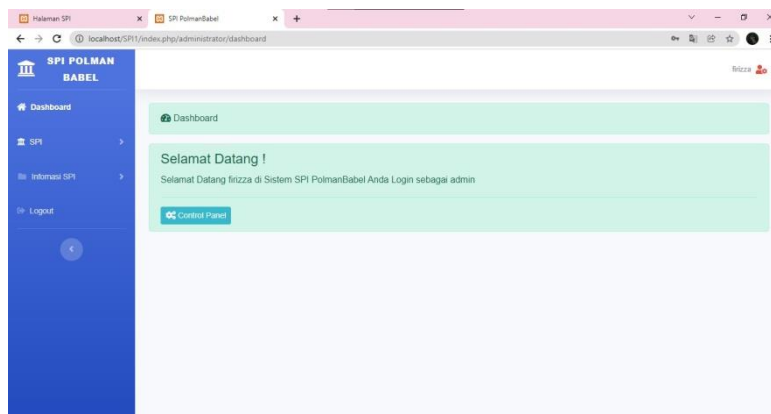 Halaman SPI
SPI PolmanBabel
localhost/SPI1/index.php/administrator/dashboard
SPI POLMAN
BABEL
firizza
Dashboard
SPI
Infomasi SPI
Logout
Dashboard
Selamat Datang !
Selamat Datang firizza di Sistem SPI PolmanBabel Anda Login sebagai admin
Control Panel